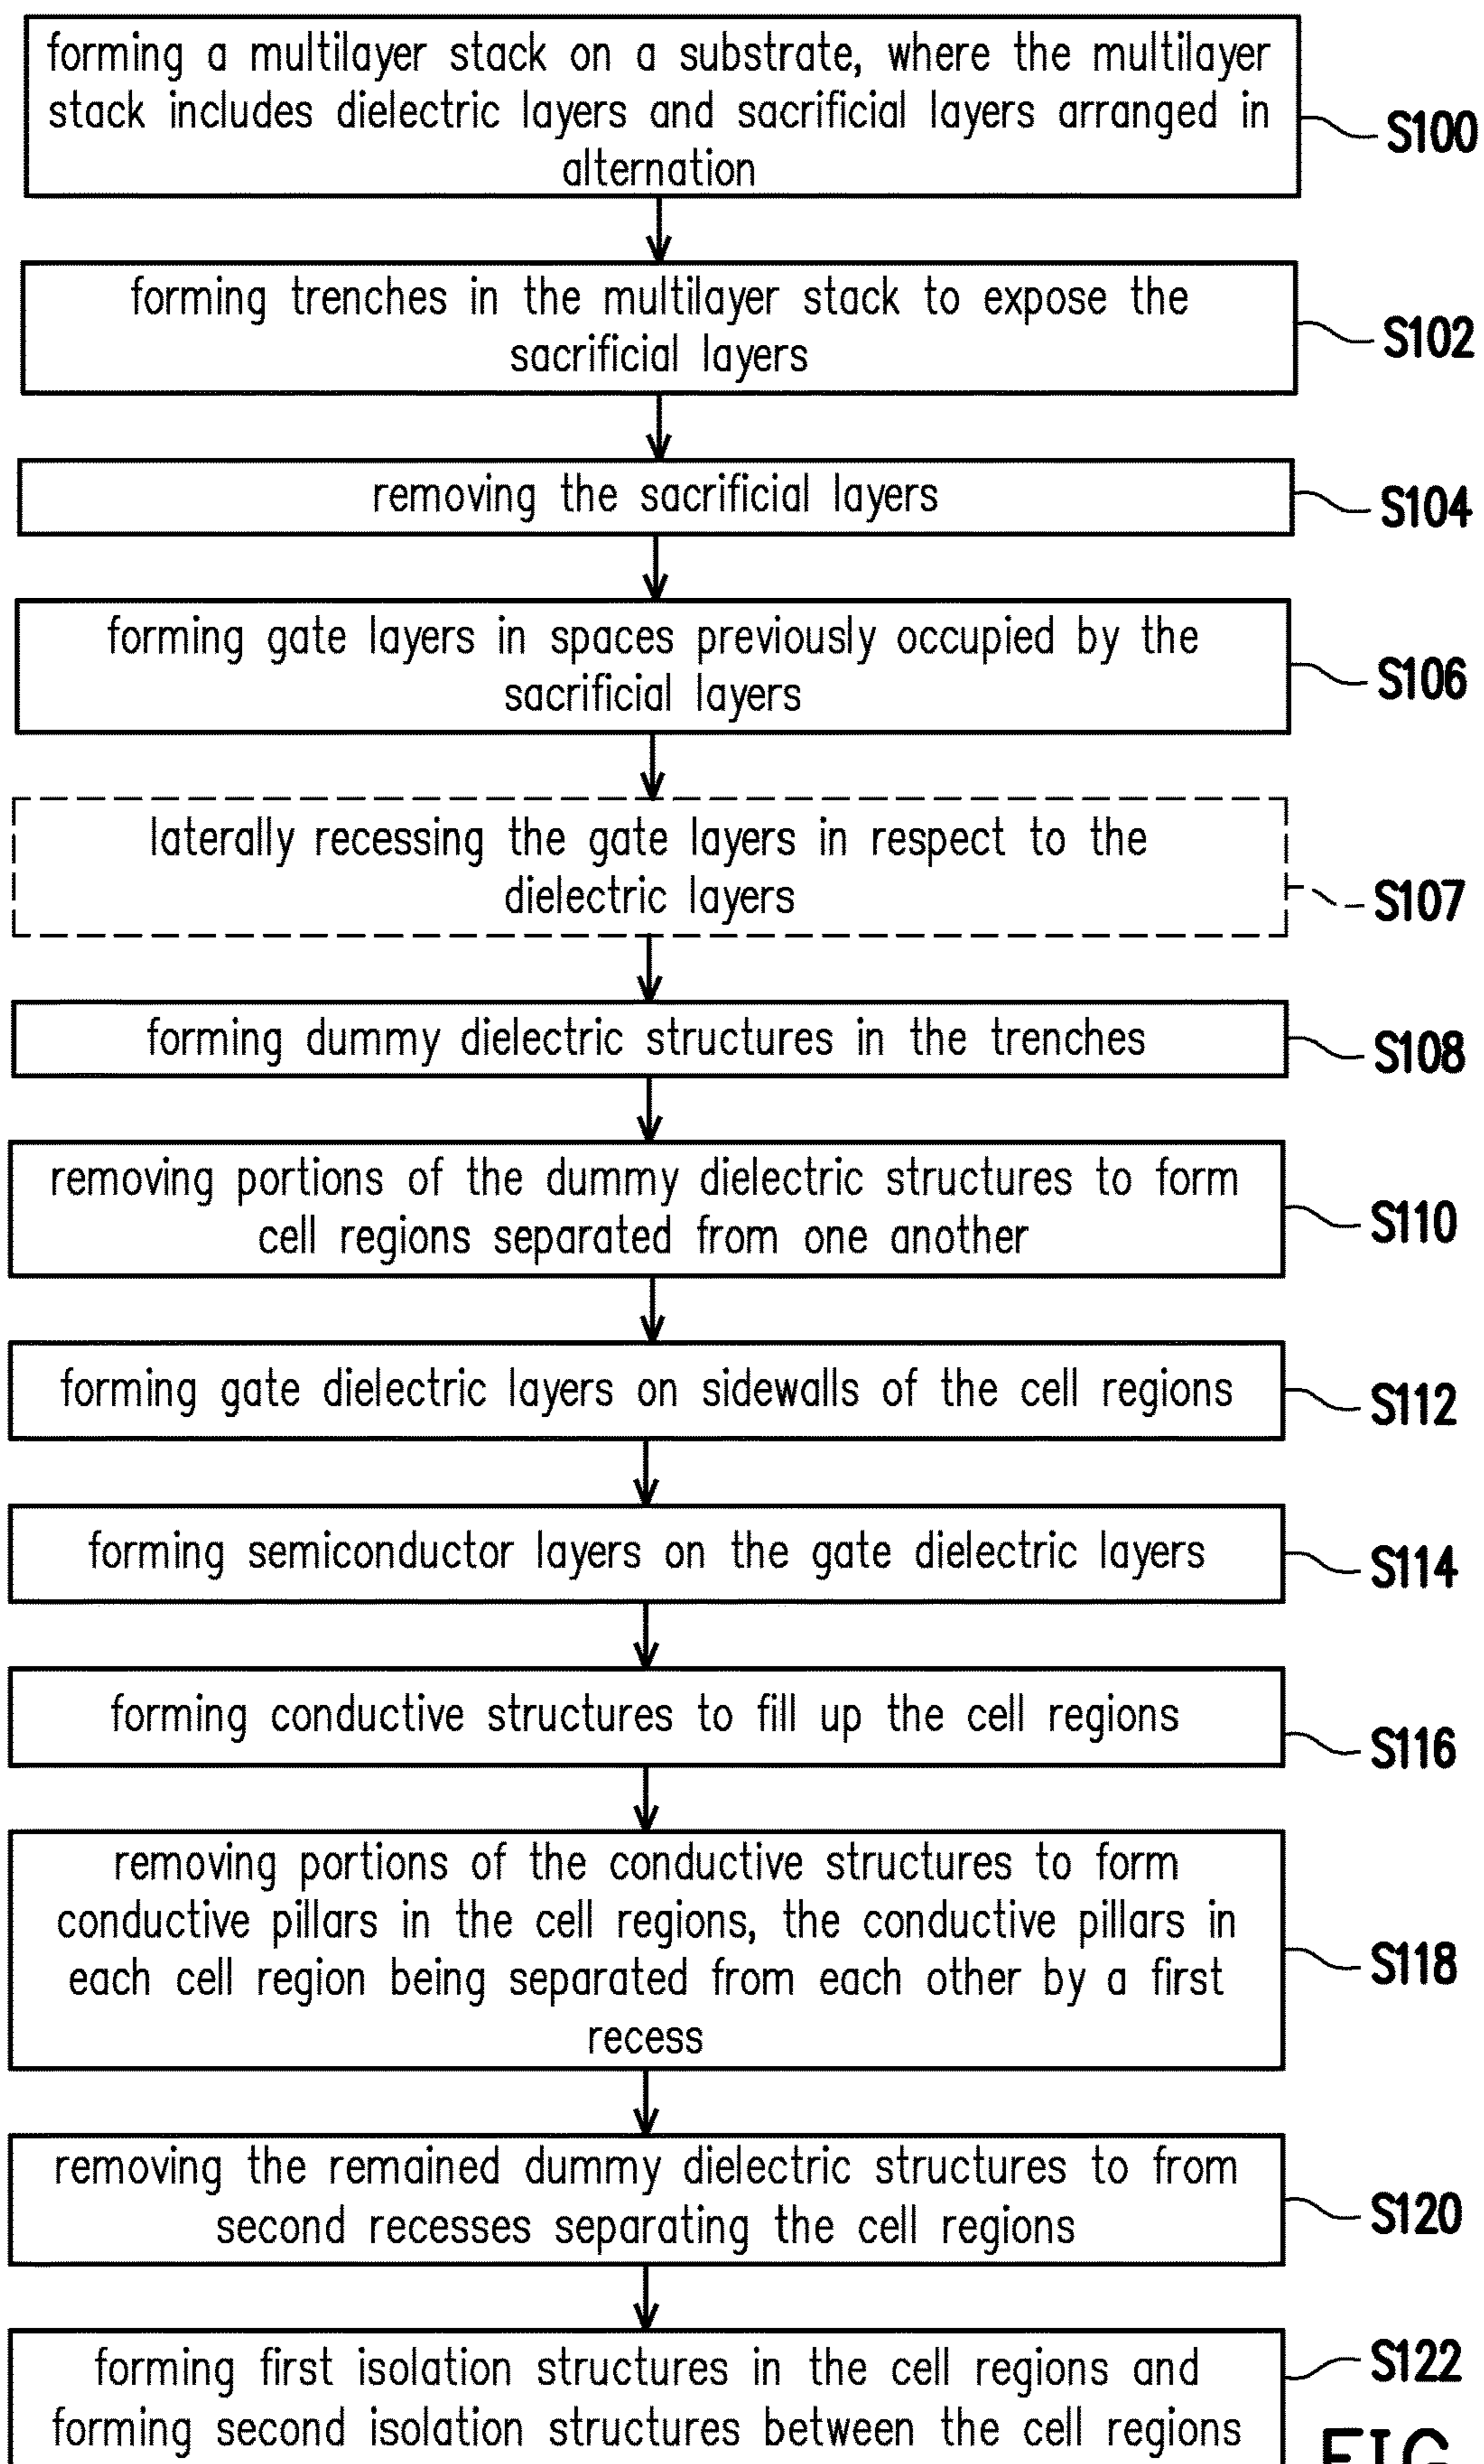 forming a multilayer stack on a substrate, where the multilayer
stack includes dielectric layers and sacrificial layers arranged in
alternation
S100
forming trenches in the multilayer stack to expose the
sacrificial layers
S102
removing the sacrificial layers
S104
forming gate layers in spaces previously occupied by the
sacrificial layers
S106
laterally recessing the gate layers in respect to the
dielectric layers
S107
forming dummy dielectric structures in the trenches
S108
removing portions of the dummy dielectric structures to form
cell regions separated from one another
S110
forming gate dielectric layers on sidewalls of the cell regions
S112
forming semiconductor layers on the gate dielectric layers
S114
forming conductive structures to fill up the cell regions
S116
removing portions of the conductive structures to form
conductive pillars in the cell regions, the conductive pillars in
each cell region being separated from each other by a first
recess
S118
removing the remained dummy dielectric structures to from
second recesses separating the cell regions
S120
forming first isolation structures in the cell regions and
forming second isolation structures between the cell regions
S122
FIG